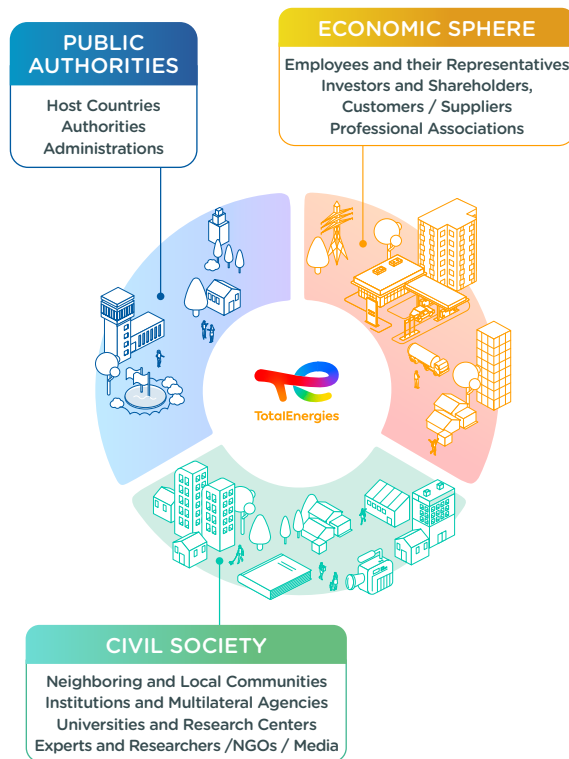 PUBLIC
AUTHORITIES
Host Countries
Authorities
Administrations
ECONOMIC SPHERE
Employees and their Representatives
Investors and Shareholders,
Customers / Suppliers
Professional Associations
TotalEnergies
CIVIL SOCIETY
Neighboring and Local Communities
Institutions and Multilateral Agencies
Universities and Research Centers
Experts and Researchers /NGOs / Media